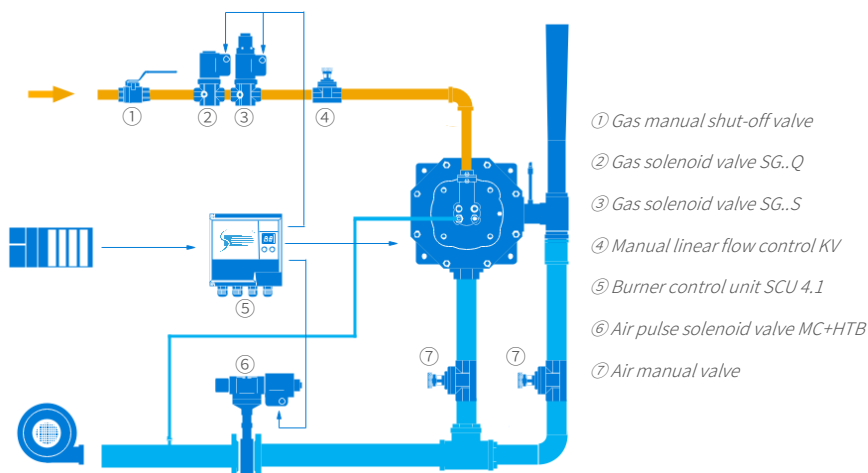 ①
②
③
④
⑤
⑥
⑦
⑦
① Gas manual shut-off valve
② Gas solenoid valve SG..Q
③ Gas solenoid valve SG..S
④ Manual linear flow control KV
⑤ Burner control unit SCU 4.1
⑥ Air pulse solenoid valve MC+HTB
⑦ Air manual valve